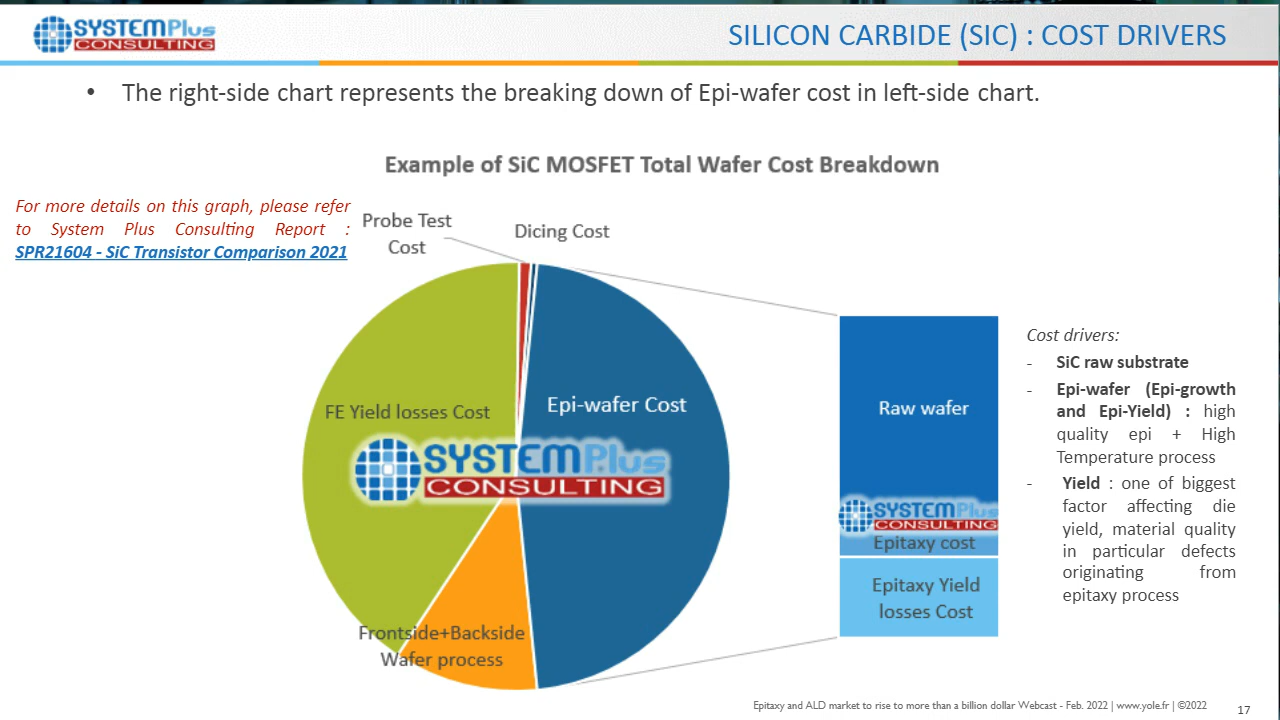 SYSTEMPlus
CONSULTING
SILICON CARBIDE (SIC) : COST DRIVERS
• The right-side chart represents the breaking down of Epi-wafer cost in left-side chart.
Example of SiC MOSFET Total Wafer Cost Breakdown
For more details on this graph, please refer
to System Plus Consulting Report :
SPR21604 - SiC Transistor Comparison 2021
Probe Test
Cost
Dicing Cost
FE Yield losses Cost
Epi-wafer Cost
SYSTEMPlus
CONSULTING
Frontside+Backside
Wafer process
Raw wafer
SYSTEMPlus
CONSULTING
Epitaxy cost
Epitaxy Yield
losses Cost
Cost drivers:
- SiC raw substrate
- Epi-wafer (Epi-growth
and Epi-Yield) : high
quality epi + High
Temperature process
- Yield : one of biggest
factor affecting die
yield, material quality
in particular defects
originating from
epitaxy process
Epitaxy and ALD market to rise to more than a billion dollar Webcast - Feb. 2022 | www.yole.fr | ©2022
17